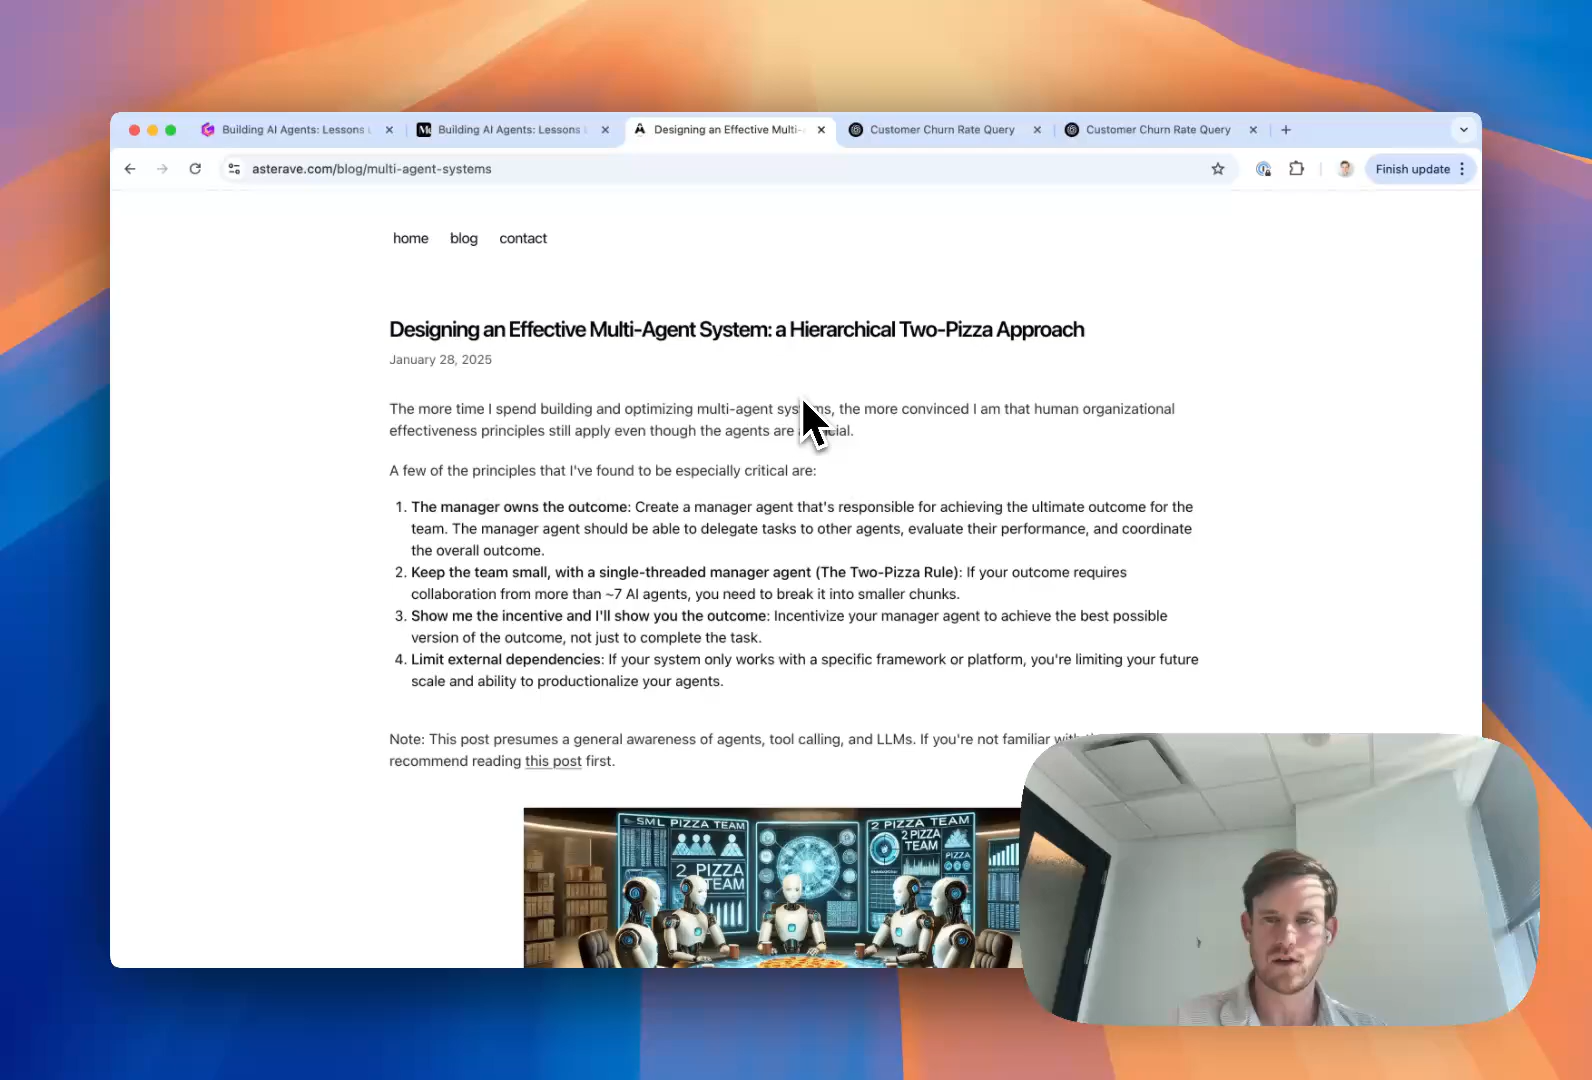 Building AI Agents: Lessons
Building AI Agents: Lessons
Designing an Effective Multi-
Customer Churn Rate Query
Customer Churn Rate Query
asterave.com/blog/multi-agent-systems
Finish update
home blog contact
Designing an Effective Multi-Agent System: a Hierarchical Two-Pizza Approach
January 28, 2025
The more time I spend building and optimizing multi-agent systems, the more convinced I am that human organizational
effectiveness principles still apply even though the agents are
A few of the principles that I've found to be especially critical are:
1. The manager owns the outcome: Create a manager agent that's responsible for achieving the ultimate outcome for the
team. The manager agent should be able to delegate tasks to other agents, evaluate their performance, and coordinate
the overall outcome.
2. Keep the team small, with a single-threaded manager agent (The Two-Pizza Rule): If your outcome requires
collaboration from more than ~7 AI agents, you need to break it into smaller chunks.
3. Show me the incentive and I'll show you the outcome: Incentivize your manager agent to achieve the best possible
version of the outcome, not just to complete the task.
4. Limit external dependencies: If your system only works with a specific framework or platform, you're limiting your future
scale and ability to productionalize your agents.
Note: This post presumes a general awareness of agents, tool calling, and LLMs. If you're not familiar with
recommend reading this post first.
SML PIZZA TEAM
2 PIZZA
TEAM
2 PIZZA TEAM
2 PIZZA
TEAM
PIZZA